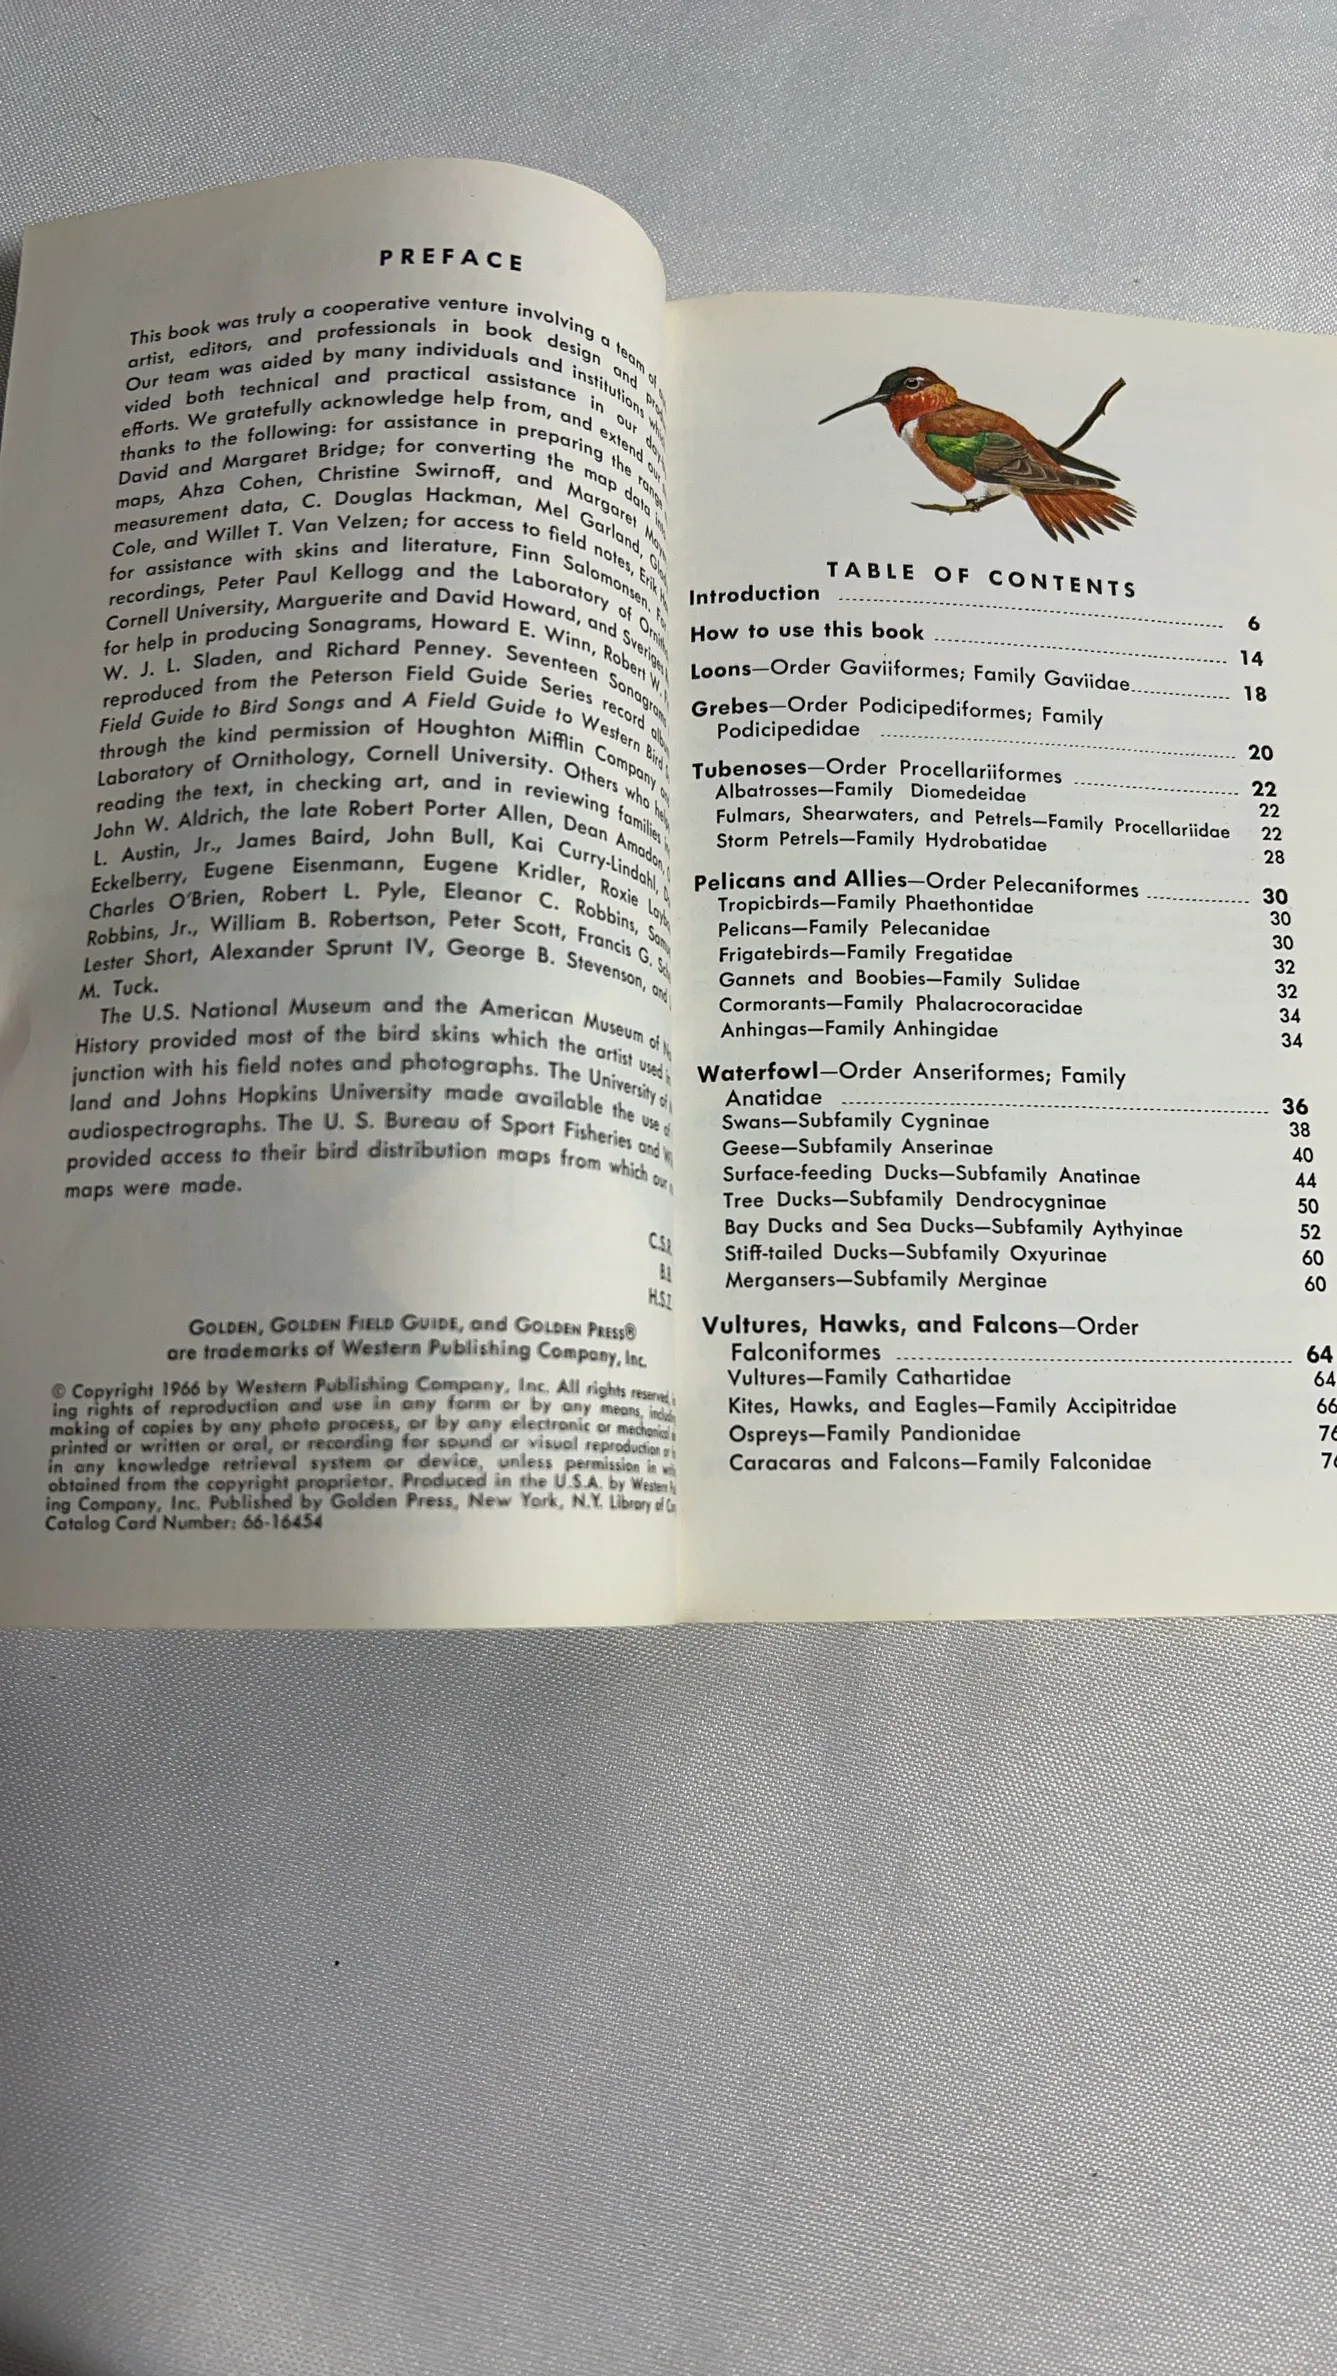 PREFACE
This book was truly a cooperative venture involving a team of
artist, editors, and professionals in book design and
Our team was aided by many individuals and institutions
vided both technical and practical assistance in our
efforts. We gratefully acknowledge help from, and extend our
thanks to the following: for assistance in preparing the range
David and Margaret Bridge; for converting the map data
maps, Ahza Cohen, Christine Swirnoff, and Margaret
measurement data, C. Douglas Hackman, Mel Garland,
Cole, and Willet T. Van Velzen; for access to field notes, Erik
for assistance with skins and literature, Finn Salomonsen.
recordings, Peter Paul Kellogg and the Laboratory of
Cornell University, Marguerite and David Howard, and
for help in producing Sonagrams, Howard E. Winn, Robert W.
W. J. L. Sladen, and Richard Penney. Seventeen Sonagrams
reproduced from the Peterson Field Guide Series record
Field Guide to Bird Songs and A Field Guide to Western Bird
through the kind permission of Houghton Mifflin Company
Laboratory of Ornithology, Cornell University. Others who
reading the text, in checking art, and in reviewing families
John W. Aldrich, the late Robert Porter Allen, Dean Amadon,
L. Austin, Jr., James Baird, John Bull, Kai Curry-Lindahl,
Eckelberry, Eugene Eisenmann, Eugene Kridler, Roxie
Charles O'Brien, Robert L. Pyle, Eleanor C. Robbins,
Robbins, Jr., William B. Robertson, Peter Scott, Francis G.
Lester Short, Alexander Sprunt IV, George B. Stevenson, and
M. Tuck.
The U.S. National Museum and the American Museum of
History provided most of the bird skins which the artist used
junction with his field notes and photographs. The University of
land and Johns Hopkins University made available the use
audiospectrographs. The U. S. Bureau of Sport Fisheries and
provided access to their bird distribution maps from which our
maps were made.
C.S.R.
B.B.
H.S.Z.
GOLDEN, GOLDEN FIELD GUIDE, and GOLDEN PRESS®
are trademarks of Western Publishing Company, Inc.
© Copyright 1966 by Western Publishing Company, Inc. All rights reserved,
ing rights of reproduction and use in any form or by any means,
making of copies by any photo process, or by any electronic or mechanical
printed or written or oral, or recording for sound or visual reproduction or
in any knowledge retrieval system or device, unless permission in
obtained from the copyright proprietor. Produced in the U.S.A. by Western
ing Company, Inc. Published by Golden Press, New York, N.Y. Library of
Catalog Card Number: 66-16454
TABLE OF CONTENTS
Introduction 6
How to use this book 14
Loons—Order Gaviiformes; Family Gaviidae 18
Grebes—Order Podicipediformes; Family
Podicipedidae 20
Tubenoses—Order Procellariiformes 22
Albatrosses—Family Diomedeidae 22
Fulmars, Shearwaters, and Petrels—Family Procellariidae 22
Storm Petrels—Family Hydrobatidae 28
Pelicans and Allies—Order Pelecaniformes 30
Tropicbirds—Family Phaethontidae 30
Pelicans—Family Pelecanidae 30
Frigatebirds—Family Fregatidae 32
Gannets and Boobies—Family Sulidae 32
Cormorants—Family Phalacrocoracidae 34
Anhingas—Family Anhingidae 34
Waterfowl—Order Anseriformes; Family
Anatidae 36
Swans—Subfamily Cygninae 38
Geese—Subfamily Anserinae 40
Surface-feeding Ducks—Subfamily Anatinae 44
Tree Ducks—Subfamily Dendrocygninae 50
Bay Ducks and Sea Ducks—Subfamily Aythyinae 52
Stiff-tailed Ducks—Subfamily Oxyurinae 60
Mergansers—Subfamily Merginae 60
Vultures, Hawks, and Falcons—Order
Falconiformes 64
Vultures—Family Cathartidae 64
Kites, Hawks, and Eagles—Family Accipitridae 66
Ospreys—Family Pandionidae 76
Caracaras and Falcons—Family Falconidae